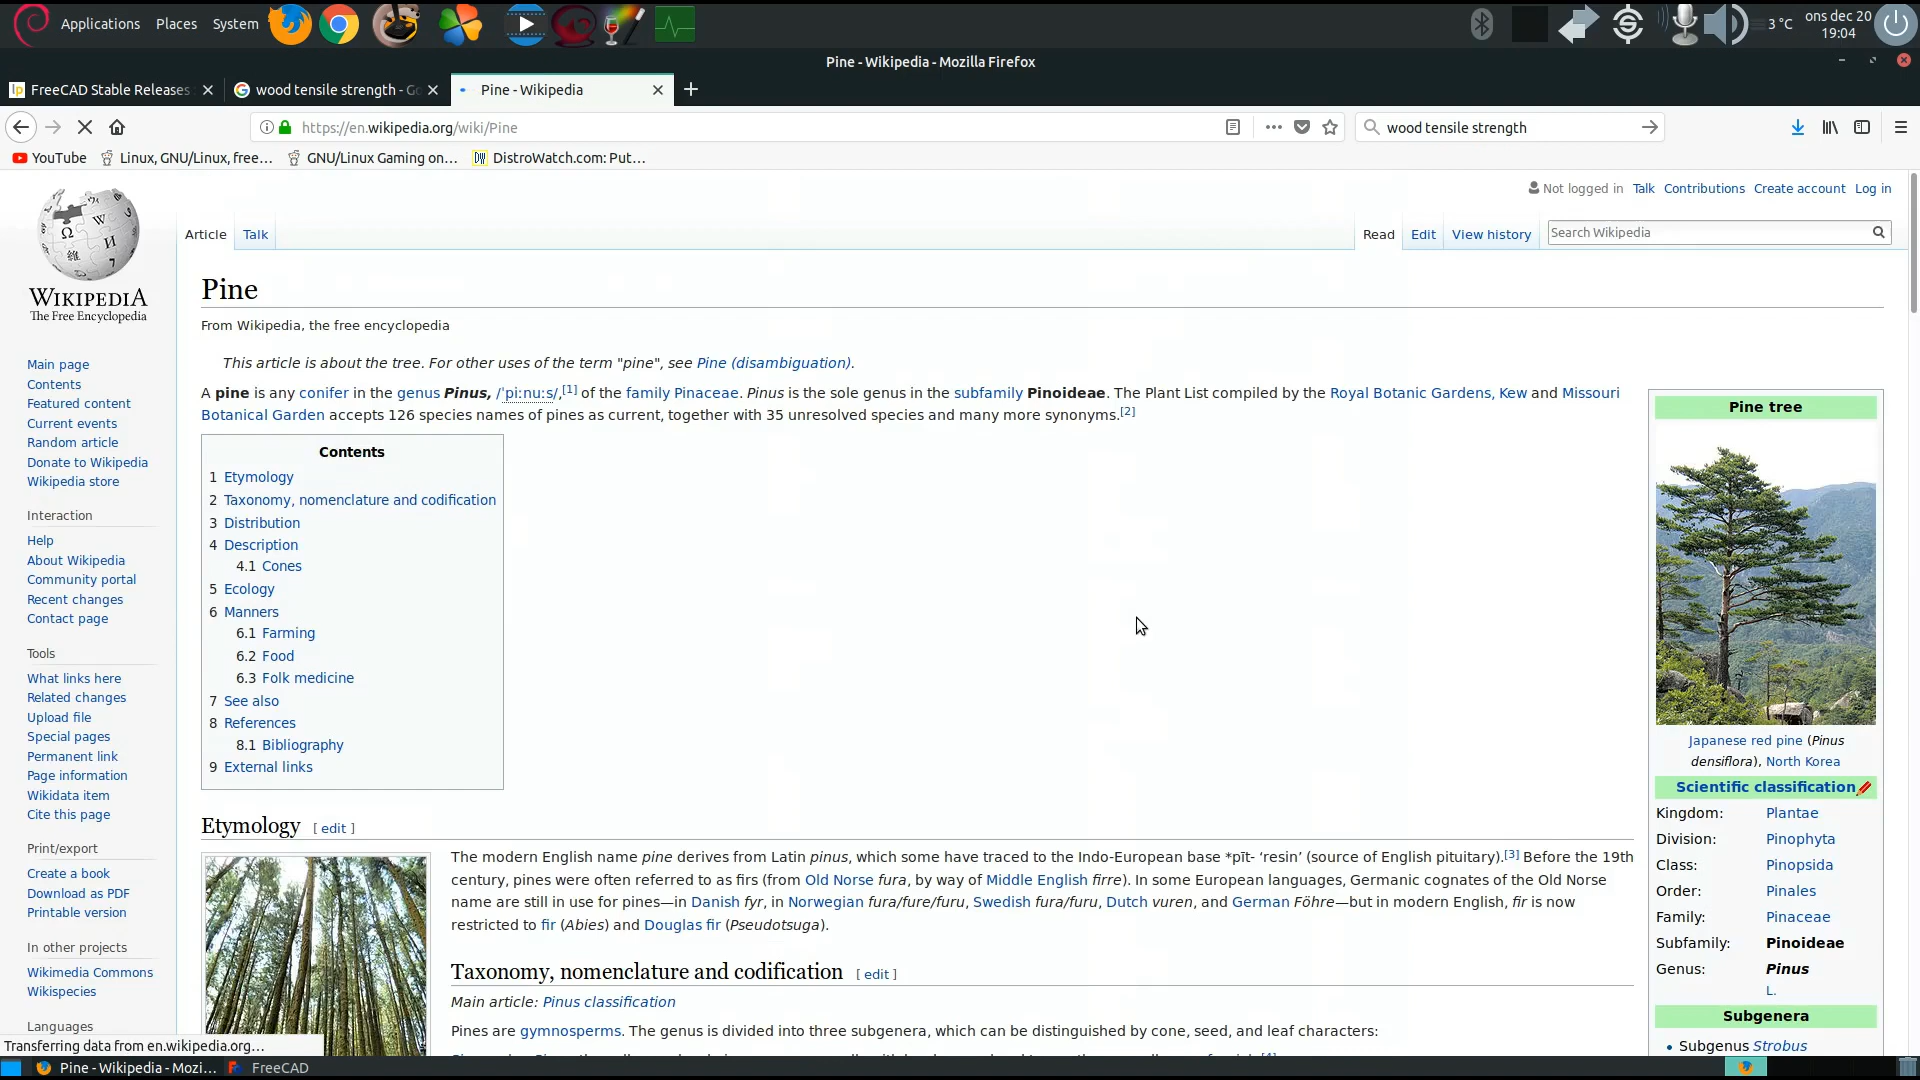 Applications Places System
3 °C
ons dec 20
19:04
Pine - Wikipedia - Mozilla Firefox
FreeCAD Stable Releases
wood tensile strength - Go
Pine - Wikipedia
https://en.wikipedia.org/wiki/Pine
wood tensile strength
YouTube
Linux, GNU/Linux, free...
GNU/Linux Gaming on...
DistroWatch.com: Put...
Not logged in Talk Contributions Create account Log in
Article Talk
Read Edit View history
Search Wikipedia
WIKIPEDIA
The Free Encyclopedia
Main page
Contents
Featured content
Current events
Random article
Donate to Wikipedia
Wikipedia store
Interaction
Help
About Wikipedia
Community portal
Recent changes
Contact page
Tools
What links here
Related changes
Upload file
Special pages
Permanent link
Page information
Wikidata item
Cite this page
Print/export
Create a book
Download as PDF
Printable version
In other projects
Wikimedia Commons
Wikispecies
Languages
Pine
From Wikipedia, the free encyclopedia
This article is about the tree. For other uses of the term "pine", see Pine (disambiguation).
A pine is any conifer in the genus Pinus, /ˈpiːnuːs/,[1] of the family Pinaceae. Pinus is the sole genus in the subfamily Pinoideae. The Plant List compiled by the Royal Botanic Gardens, Kew and Missouri
Botanical Garden accepts 126 species names of pines as current, together with 35 unresolved species and many more synonyms.[2]
Contents
1 Etymology
2 Taxonomy, nomenclature and codification
3 Distribution
4 Description
4.1 Cones
5 Ecology
6 Manners
6.1 Farming
6.2 Food
6.3 Folk medicine
7 See also
8 References
8.1 Bibliography
9 External links
Etymology [ edit ]
The modern English name pine derives from Latin pinus, which some have traced to the Indo-European base *pīt- ‘resin’ (source of English pituitary).[3] Before the 19th
century, pines were often referred to as firs (from Old Norse fura, by way of Middle English firre). In some European languages, Germanic cognates of the Old Norse
name are still in use for pines—in Danish fyr, in Norwegian fura/fure/furu, Swedish fura/furu, Dutch vuren, and German Föhre—but in modern English, fir is now
restricted to fir (Abies) and Douglas fir (Pseudotsuga).
Taxonomy, nomenclature and codification [ edit ]
Main article: Pinus classification
Pines are gymnosperms. The genus is divided into three subgenera, which can be distinguished by cone, seed, and leaf characters:
Pine tree
Japanese red pine (Pinus
densiflora), North Korea
Scientific classification
Kingdom: Plantae
Division: Pinophyta
Class: Pinopsida
Order: Pinales
Family: Pinaceae
Subfamily: Pinoideae
Genus: Pinus
L.
Subgenera
• Subgenus Strobus
Transferring data from en.wikipedia.org...
Pine - Wikipedia - Mozi...
FreeCAD